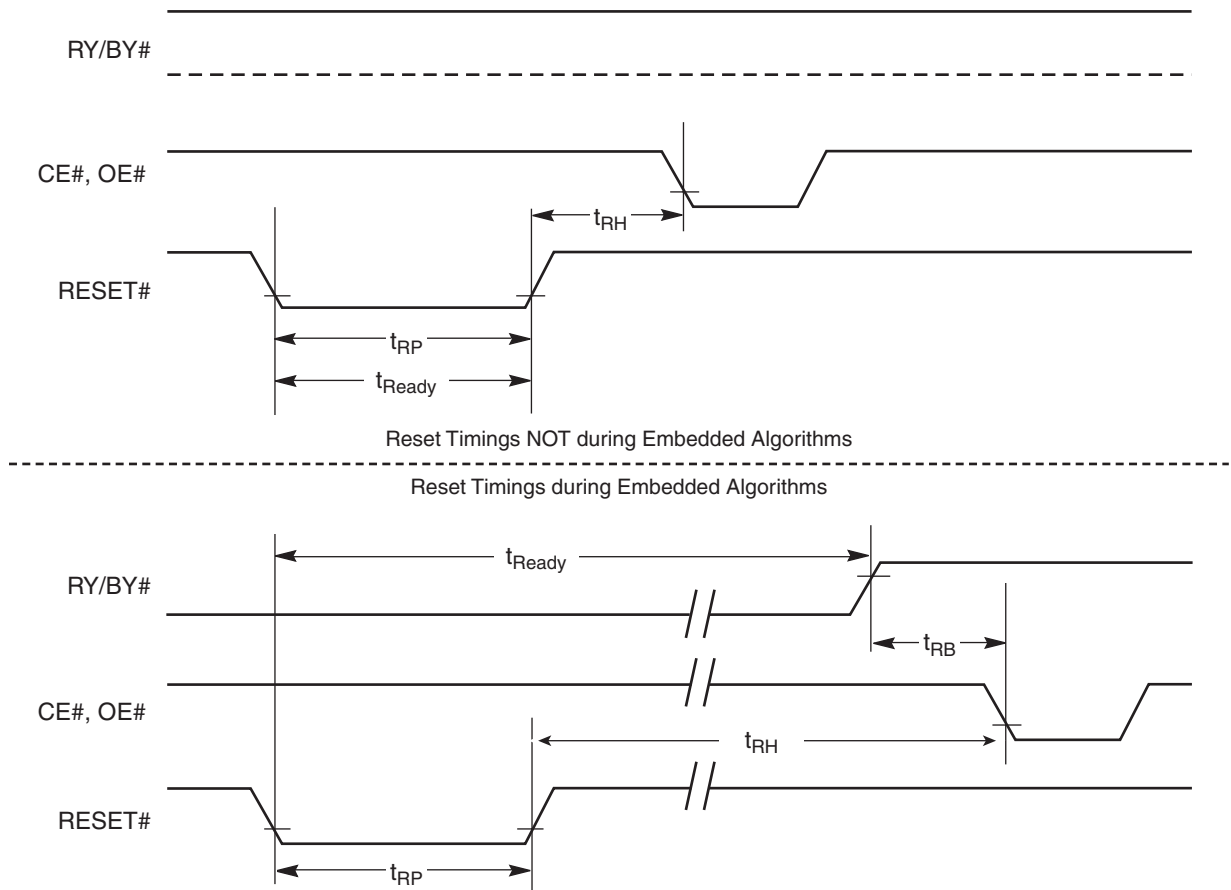 RY/BY#
CE#, OE#
tRH
RESET#
tRP
tReady
Reset Timings NOT during Embedded Algorithms
Reset Timings during Embedded Algorithms
tReady
RY/BY#
tRB
CE#, OE#
tRH
RESET#
tRP